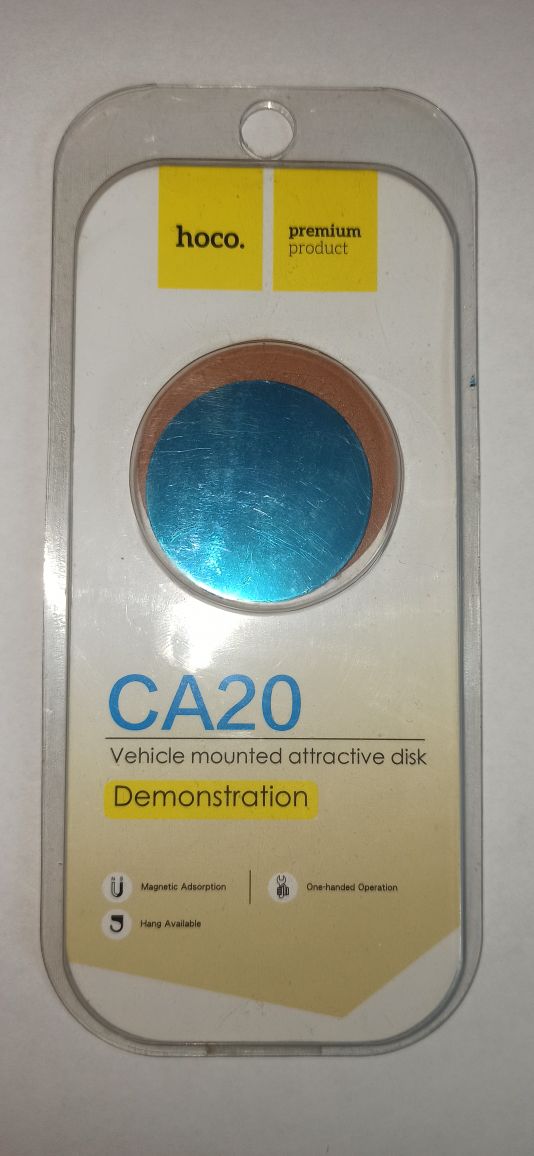 hoco.
premium
product
CA20
Vehicle mounted attractive disk
Demonstration
Magnetic Adsorption
One-handed Operation
Hang Available